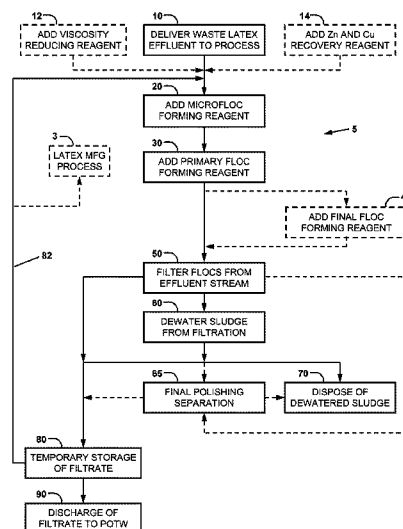 12
ADD VISCOSITY
REDUCING REAGENT
10
DELIVER WASTE LATEX
EFFLUENT TO PROCESS
14
ADD Zn AND Cu
RECOVERY REAGENT
20
ADD MICROFLOC
FORMING REAGENT
5
3
LATEX MFG
PROCESS
30
ADD PRIMARY FLOC
FORMING REAGENT
ADD FINAL FLOC
FORMING REAGENT
82
50
FILTER FLOCS FROM
EFFLUENT STREAM
60
DEWATER SLUDGE
FROM FILTRATION
65
FINAL POLISHING
SEPARATION
70
DISPOSE OF
DEWATERED SLUDGE
80
TEMPORARY STORAGE
OF FILTRATE
90
DISCHARGE OF
FILTRATE TO POTW